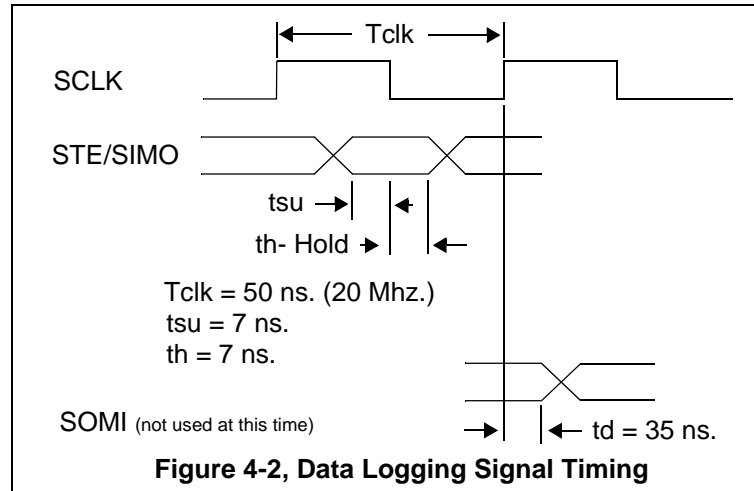 Tclk
SCLK
STE/SIMO
tsu
th- Hold
Tclk = 50 ns. (20 Mhz.)
tsu = 7 ns.
th = 7 ns.
SOMI (not used at this time)
td = 35 ns.
Figure 4-2, Data Logging Signal Timing